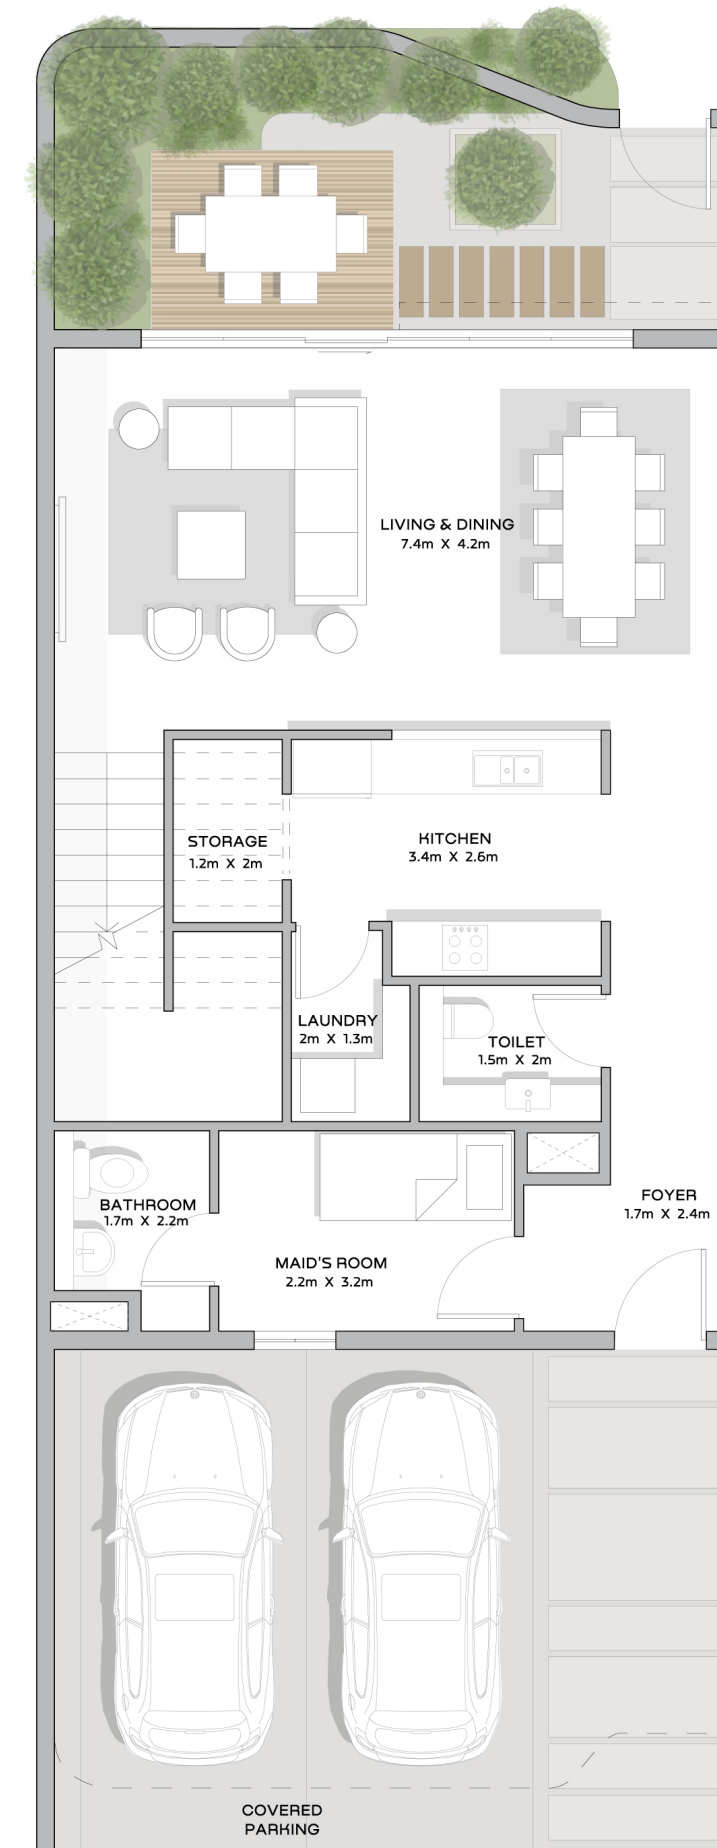 LIVING & DINING
7.4m X 4.2m
STORAGE
1.2m X 2m
KITCHEN
3.4m X 2.6m
LAUNDRY
2m X 1.3m
TOILET
1.5m X 2m
BATHROOM
1.7m X 2.2m
FOYER
1.7m X 2.4m
MAID'S ROOM
2.2m X 3.2m
COVERED
PARKING